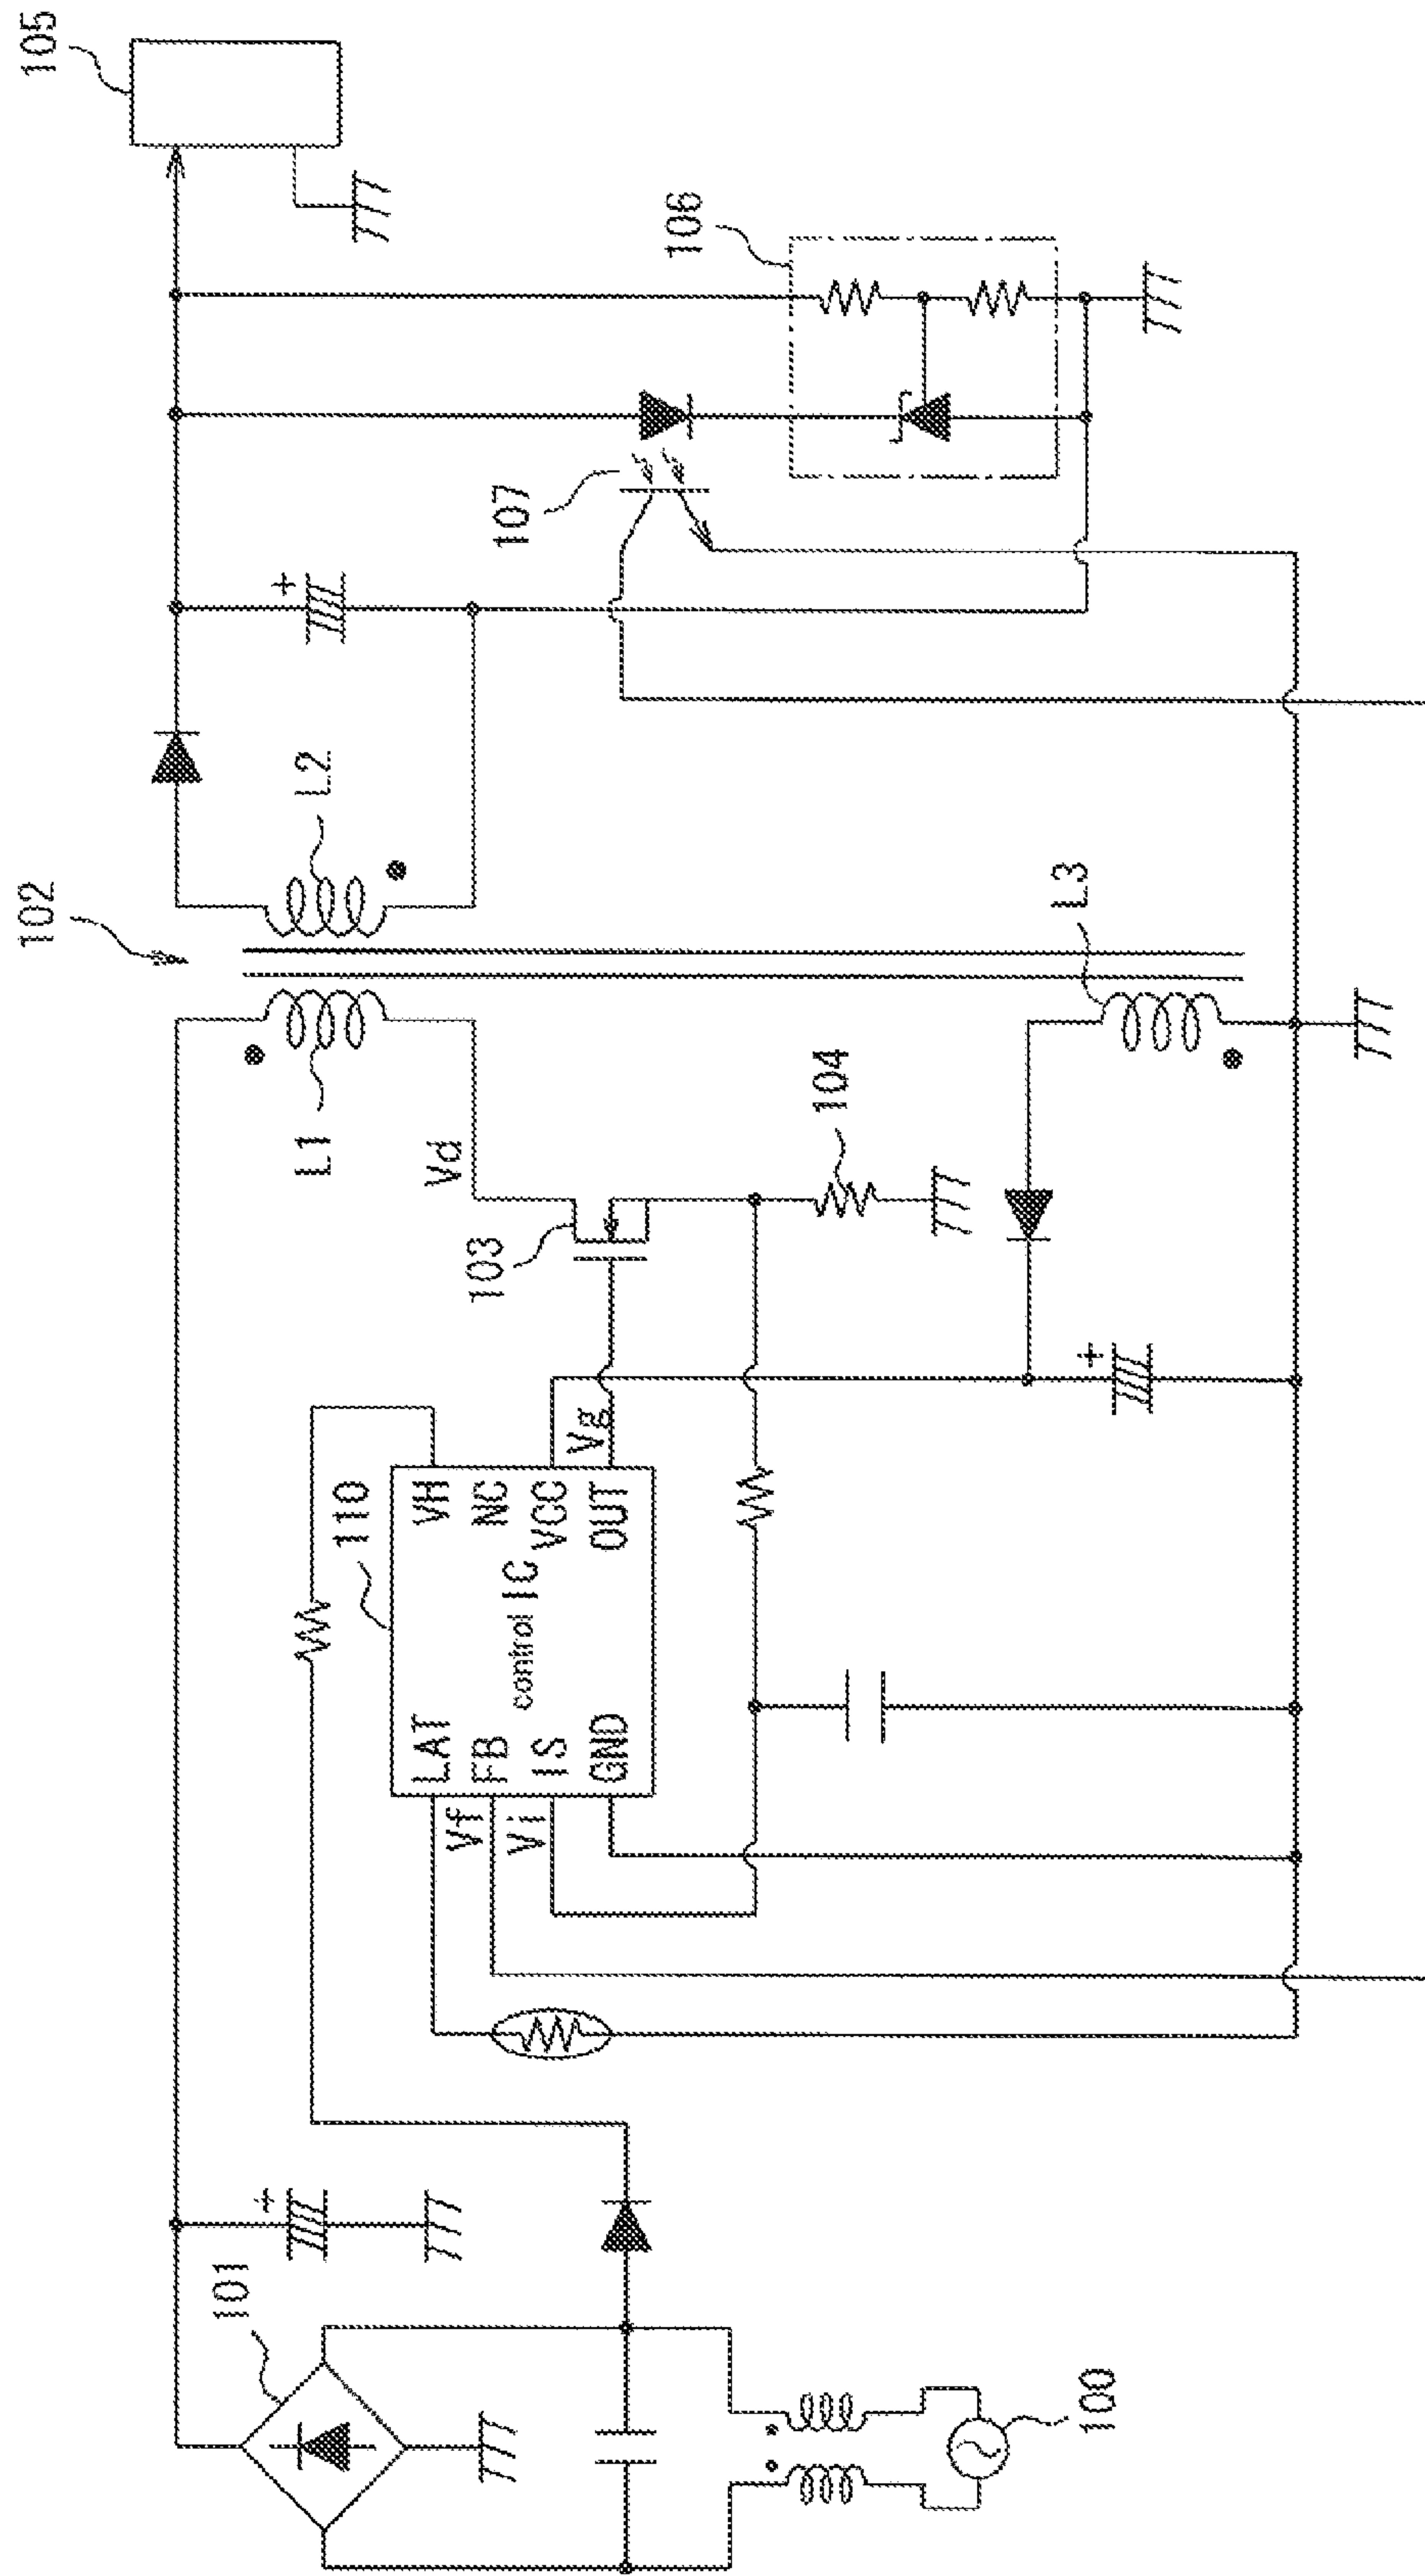 102
105
L1
L2
Vd
103
107
106
104
L3
101
100
110
LAT
FB
IS
GND
control IC
VH
NC
VCC
OUT
Vf
Vi
Vg
+
+
+